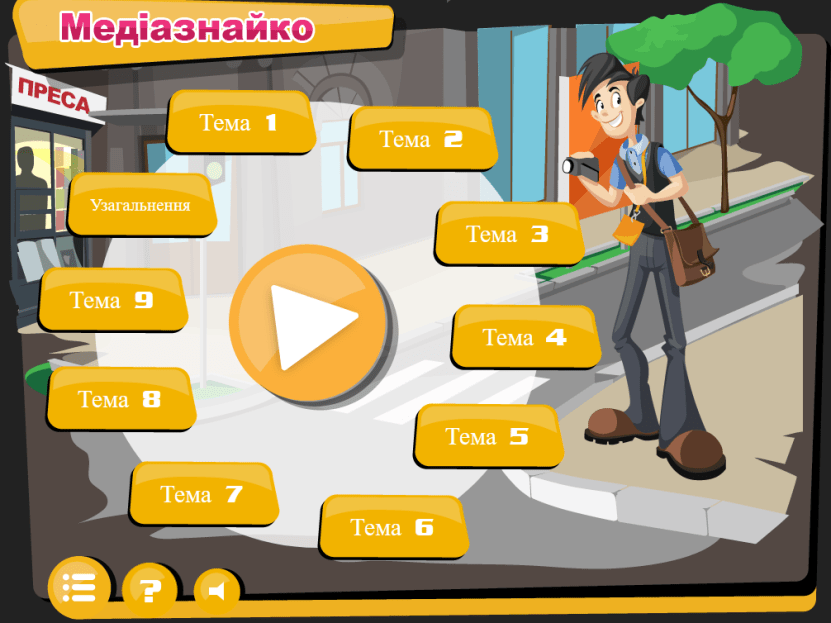 Медіазнайко
ПРЕСА
Тема 1
Тема 2
Тема 3
Тема 4
Тема 5
Тема 6
Тема 7
Тема 8
Тема 9
Узагальнення
?